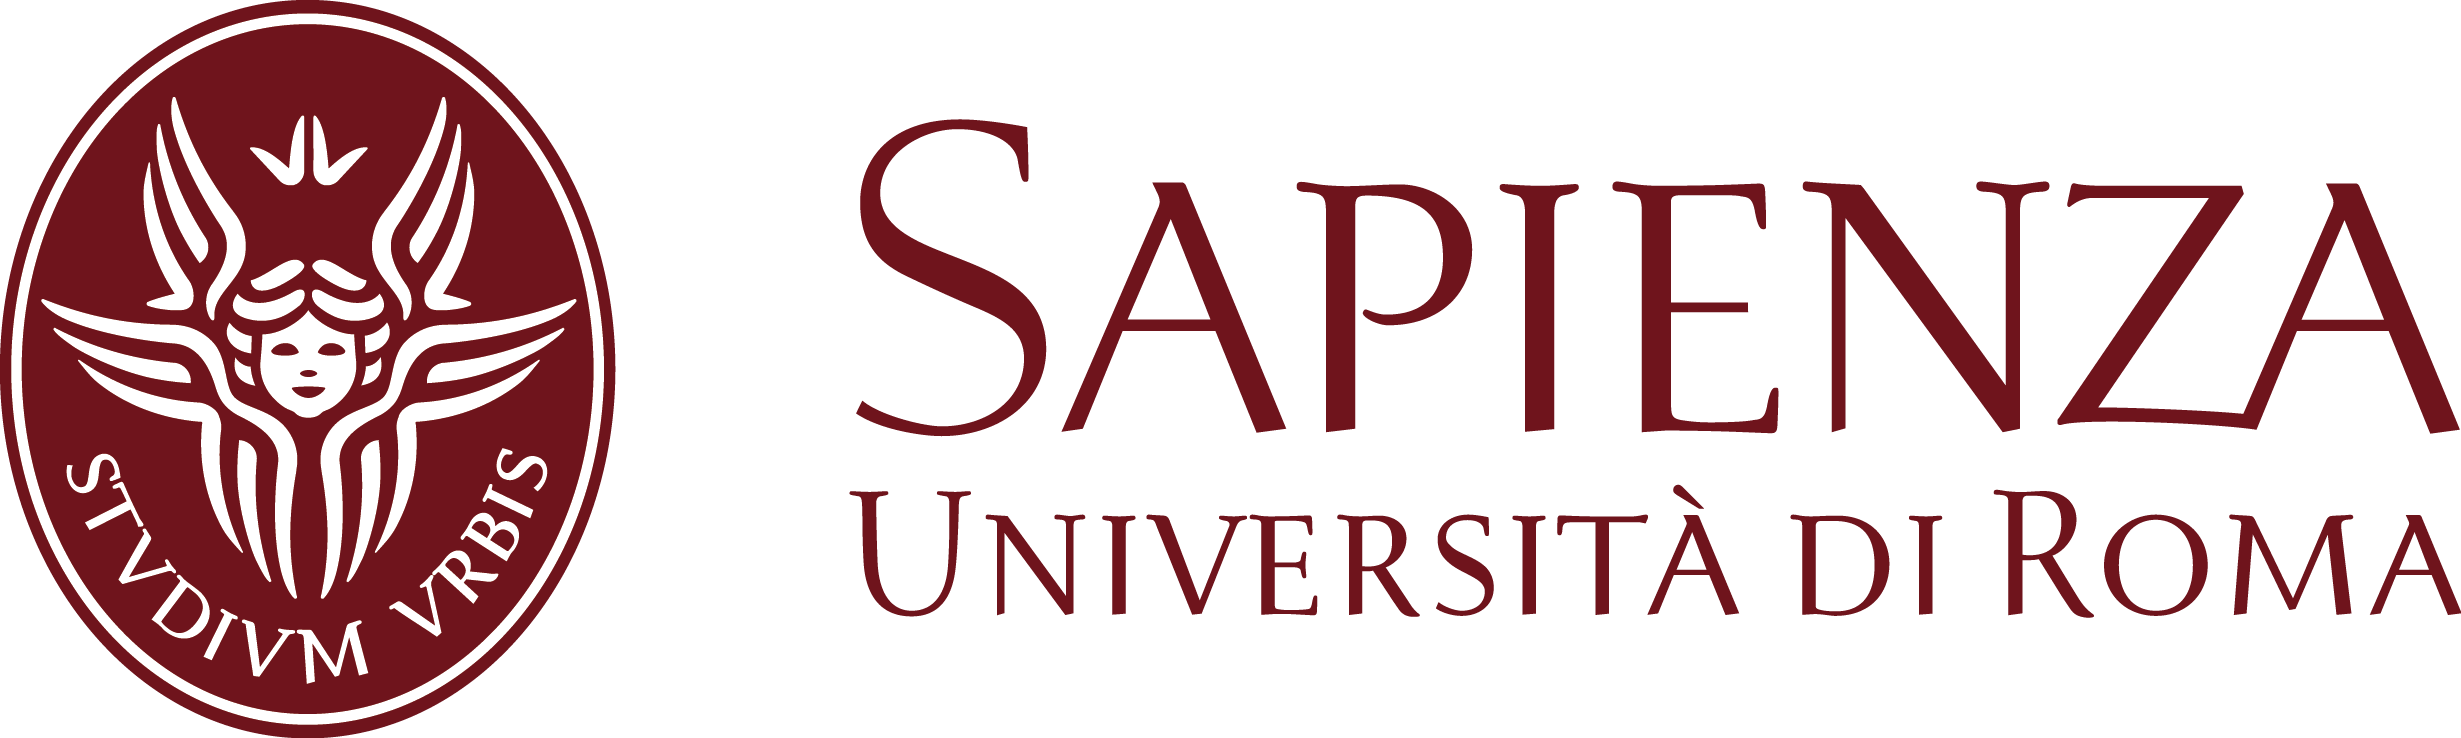 STVDIVM VRBIS
SAPIENZA
UNIVERSITÀ DI ROMA